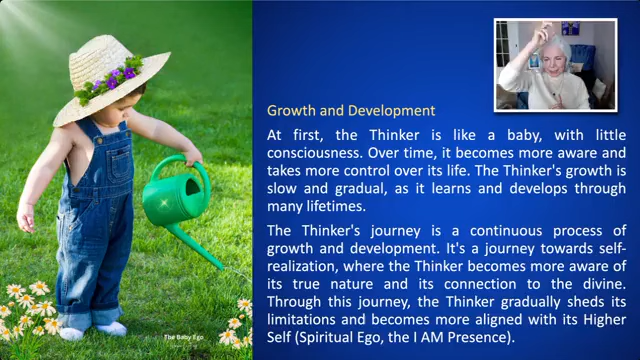 Growth and Development
At first, the Thinker is like a baby, with little
consciousness. Over time, it becomes more aware and
takes more control over its life. The Thinker's growth is
slow and gradual, as it learns and develops through
many lifetimes.
The Thinker's journey is a continuous process of
growth and development. It's a journey towards self-
realization, where the Thinker becomes more aware of
its true nature and its connection to the divine.
Through this journey, the Thinker gradually sheds its
limitations and becomes more aligned with its Higher
Self (Spiritual Ego, the I AM Presence).
The Baby Ego